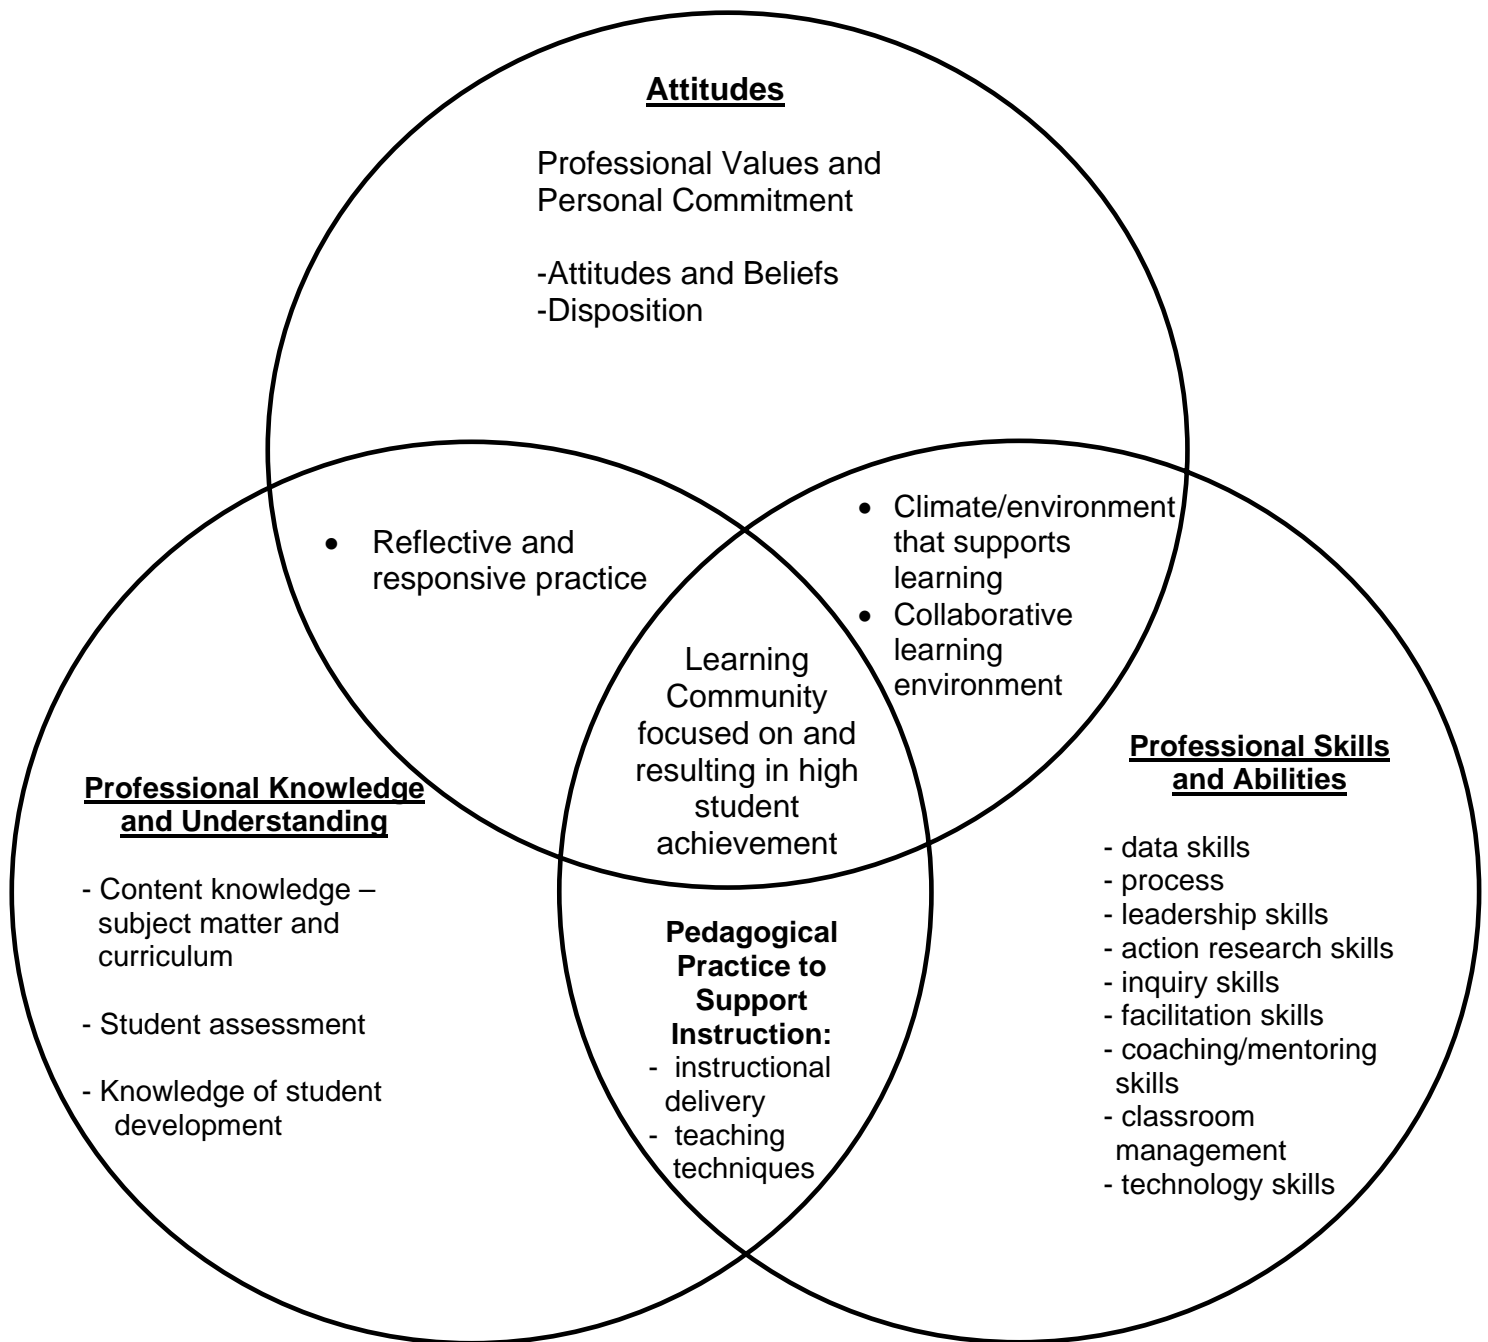 Attitudes
Professional Values and
Personal Commitment
-Attitudes and Beliefs
-Disposition
• Reflective and
responsive practice
• Climate/environment
that supports
learning
• Collaborative
learning
environment
Learning
Community
focused on and
resulting in high
student
achievement
Professional Knowledge
and Understanding
- Content knowledge –
subject matter and
curriculum
- Student assessment
- Knowledge of student
development
Pedagogical
Practice to
Support
Instruction:
- instructional
delivery
- teaching
techniques
Professional Skills
and Abilities
- data skills
- process
- leadership skills
- action research skills
- inquiry skills
- facilitation skills
- coaching/mentoring
skills
- classroom
management
- technology skills